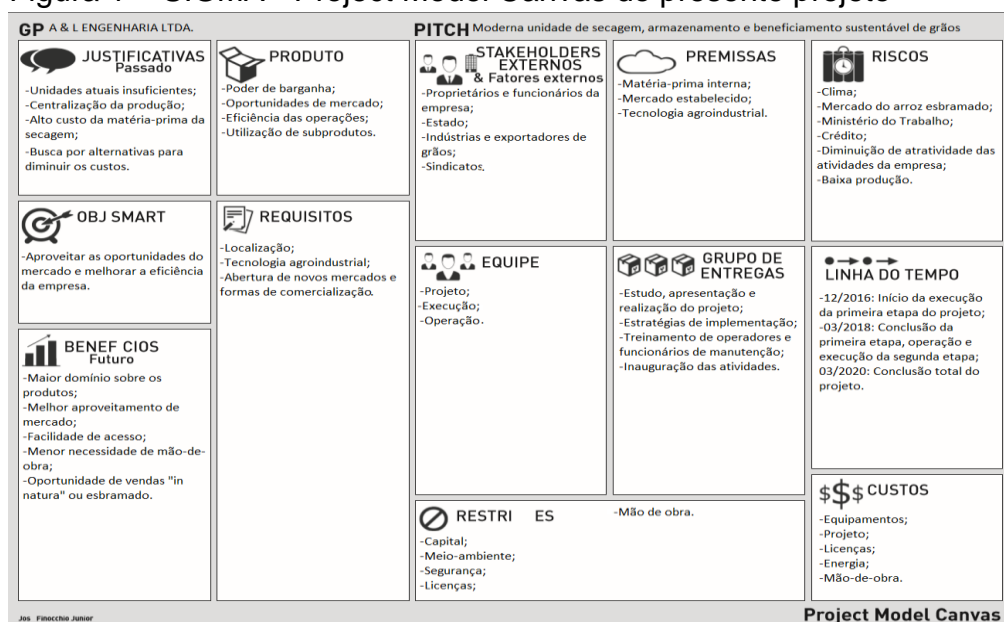 GP A & L ENGENHARIA LTDA.
PITCH Moderna unidade de secagem, armazenamento e beneficiamento sustentável de grãos
JUSTIFICATIVAS
Passado
-Unidades atuais insuficientes;
-Centralização da produção;
-Alto custo da matéria-prima da
secagem;
-Busca por alternativas para
diminuir os custos.
PRODUTO
-Poder de barganha;
-Oportunidades de mercado;
-Eficiência das operações;
-Utilização de subprodutos.
STAKEHOLDERS
EXTERNOS
& Fatores externos
-Proprietários e funcionários da
empresa;
-Estado;
-Indústrias e exportadores de
grãos;
-Sindicatos.
PREMISSAS
-Matéria-prima interna;
-Mercado estabelecido;
-Tecnologia agroindustrial.
RISCOS
-Clima;
-Mercado do arroz esbramado;
-Ministério do Trabalho;
-Crédito;
-Diminuição de atratividade das
atividades da empresa;
-Baixa produção.
OBJ SMART
-Aproveitar as oportunidades do
mercado e melhorar a eficiência
da empresa.
REQUISITOS
-Localização;
-Tecnologia agroindustrial;
-Abertura de novos mercados e
formas de comercialização.
EQUIPE
-Projeto;
-Execução;
-Operação.
GRUPO DE
ENTREGAS
-Estudo, apresentação e
realização do projeto;
-Estratégias de implementação;
-Treinamento de operadores e
funcionários de manutenção;
-Inauguração das atividades.
LINHA DO TEMPO
-12/2016: Início da execução
da primeira etapa do projeto;
-03/2018: Conclusão da
primeira etapa, operação e
execução da segunda etapa;
03/2020: Conclusão total do
projeto.
BENEF CIOS
Futuro
-Maior domínio sobre os
produtos;
-Melhor aproveitamento de
mercado;
-Facilidade de acesso;
-Menor necessidade de mão-de-
obra;
-Oportunidade de vendas "in
natura" ou esbramado.
RESTRI ES
-Capital;
-Meio-ambiente;
-Segurança;
-Licenças;
-Mão de obra.
$$$ CUSTOS
-Equipamentos;
-Projeto;
-Licenças;
-Energia;
-Mão-de-obra.
Jos Finocchio Junior
Project Model Canvas